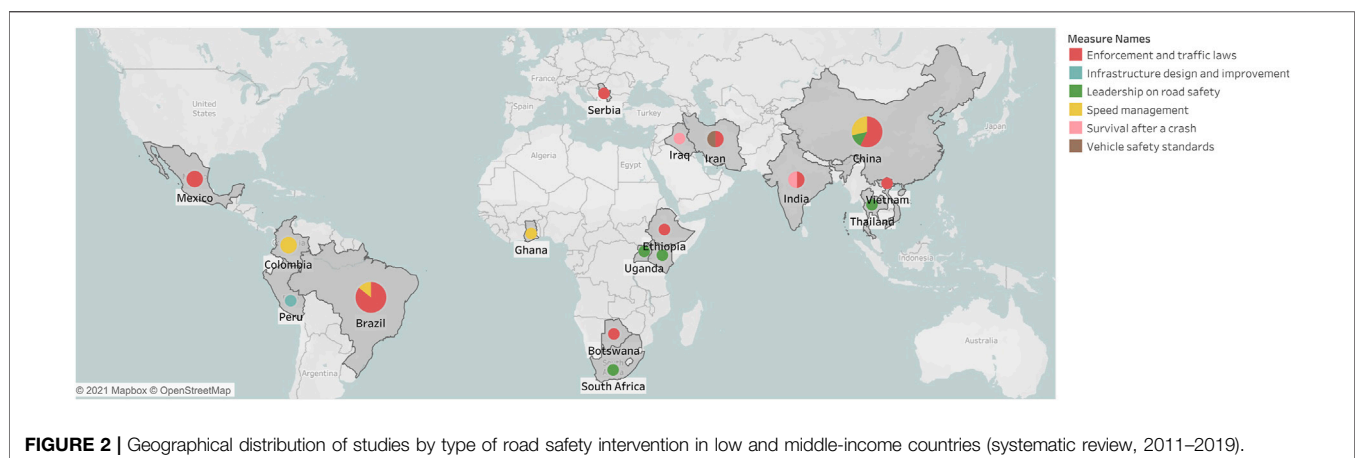 Measure Names
Enforcement and traffic laws
Infrastructure design and improvement
Leadership on road safety
Speed management
Survival after a crash
Vehicle safety standards
United
States
Mexico
Colombia
Peru
Brazil
Argentina
France
Spain
Serbia
Turkey
Algeria
Egypt
Iraq
Iran
Ghana
Ethiopia
Uganda
Botswana
South Africa
India
China
Japan
Vietnam
Thailand
Indonesia
Australia
© 2021 Mapbox © OpenStreetMap
FIGURE 2 | Geographical distribution of studies by type of road safety intervention in low and middle-income countries (systematic review, 2011–2019).